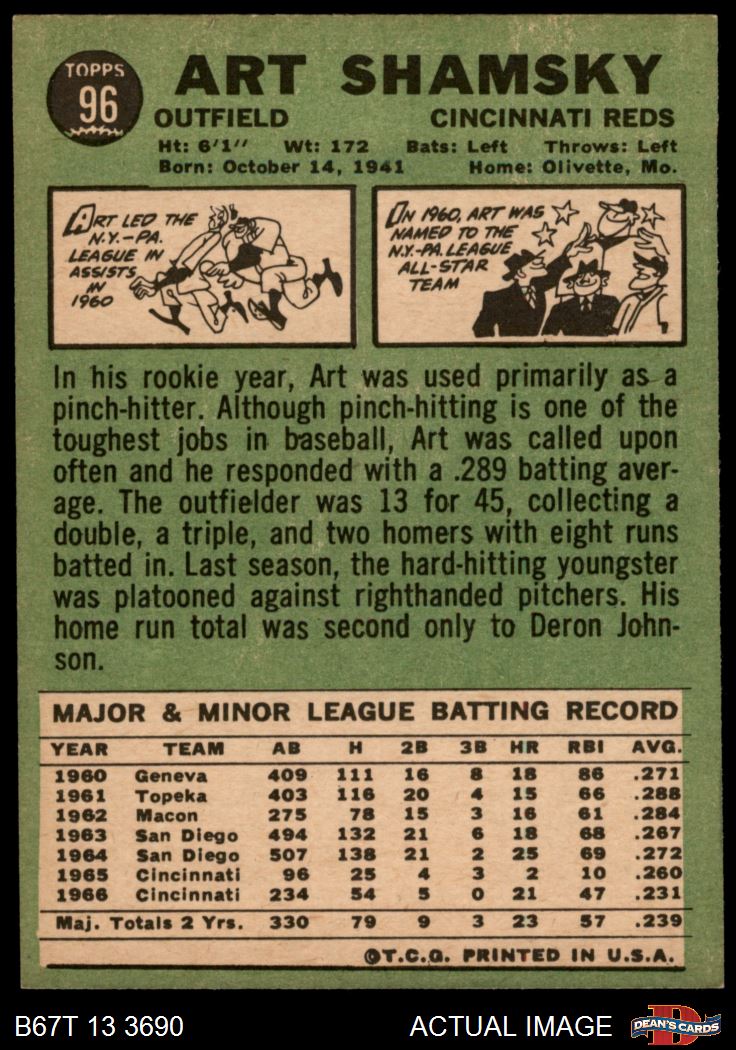 TOPPS
96
ART SHAMSKY
OUTFIELD CINCINNATI REDS
Ht: 6'1" Wt: 172 Bats: Left Throws: Left
Born: October 14, 1941 Home: Olivette, Mo.
ART LED THE
N.Y.-PA.
LEAGUE IN
ASSISTS
IN
1960
IN 1960, ART WAS
NAMED TO THE
N.Y.-PA. LEAGUE
ALL-STAR
TEAM
In his rookie year, Art was used primarily as a
pinch-hitter. Although pinch-hitting is one of the
toughest jobs in baseball, Art was called upon
often and he responded with a .289 batting aver-
age. The outfielder was 13 for 45, collecting a
double, a triple, and two homers with eight runs
batted in. Last season, the hard-hitting youngster
was platooned against righthanded pitchers. His
home run total was second only to Deron John-
son.
MAJOR & MINOR LEAGUE BATTING RECORD
YEAR TEAM AB H 2B 3B HR RBI AVG.
1960 Geneva 409 111 16 8 18 86 .271
1961 Topeka 403 116 20 4 15 66 .288
1962 Macon 275 78 15 3 16 61 .284
1963 San Diego 494 132 21 6 18 68 .267
1964 San Diego 507 138 21 2 25 69 .272
1965 Cincinnati 96 25 4 3 2 10 .260
1966 Cincinnati 234 54 5 0 21 47 .231
Maj. Totals 2 Yrs. 330 79 9 3 23 57 .239
©T.C.G. PRINTED IN U.S.A.
B67T 13 3690 ACTUAL IMAGE
D
DEAN'S CARDS